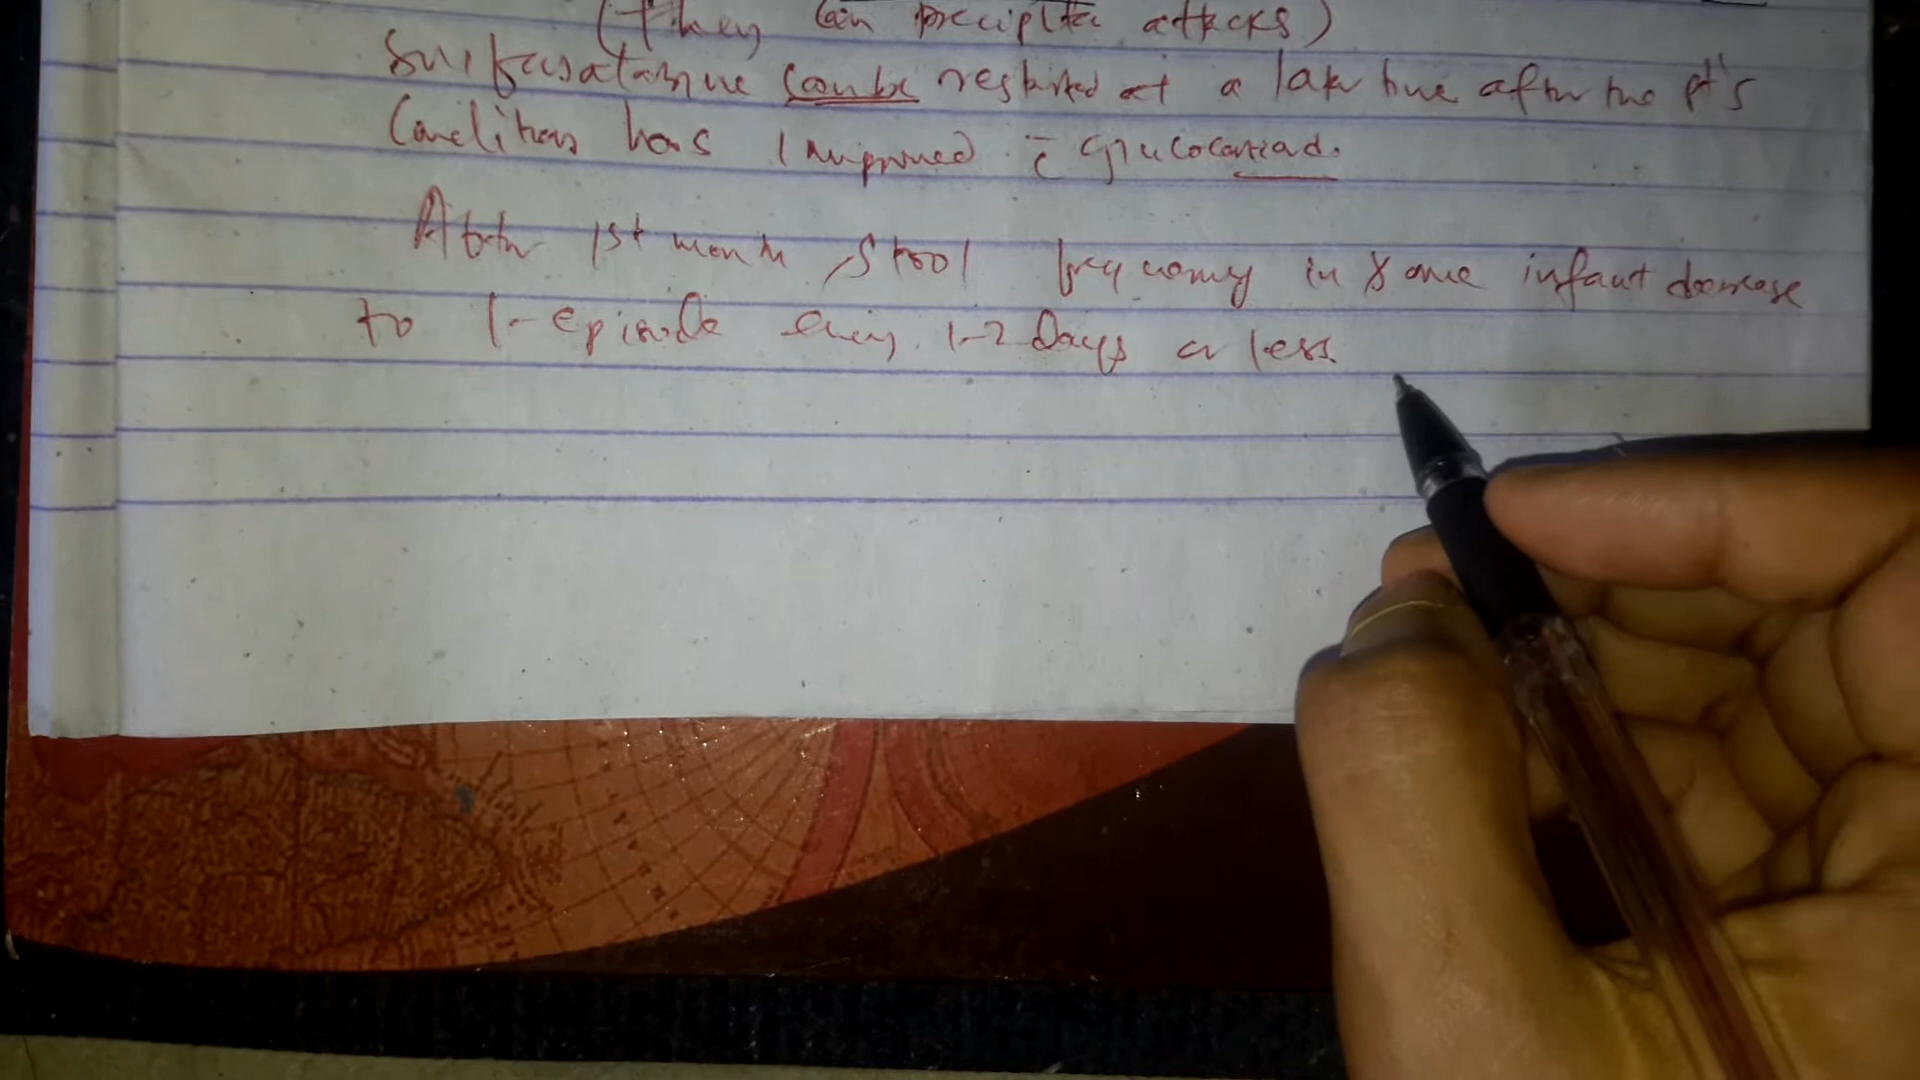 (They can precipitate attacks)
Sulfasalazine can be restarted at a later time after the pt's
Condition has improved c̄ glucocorticoid.
After 1st month, stool frequency in some infant decrease
to 1-episode every 1-2 days or less